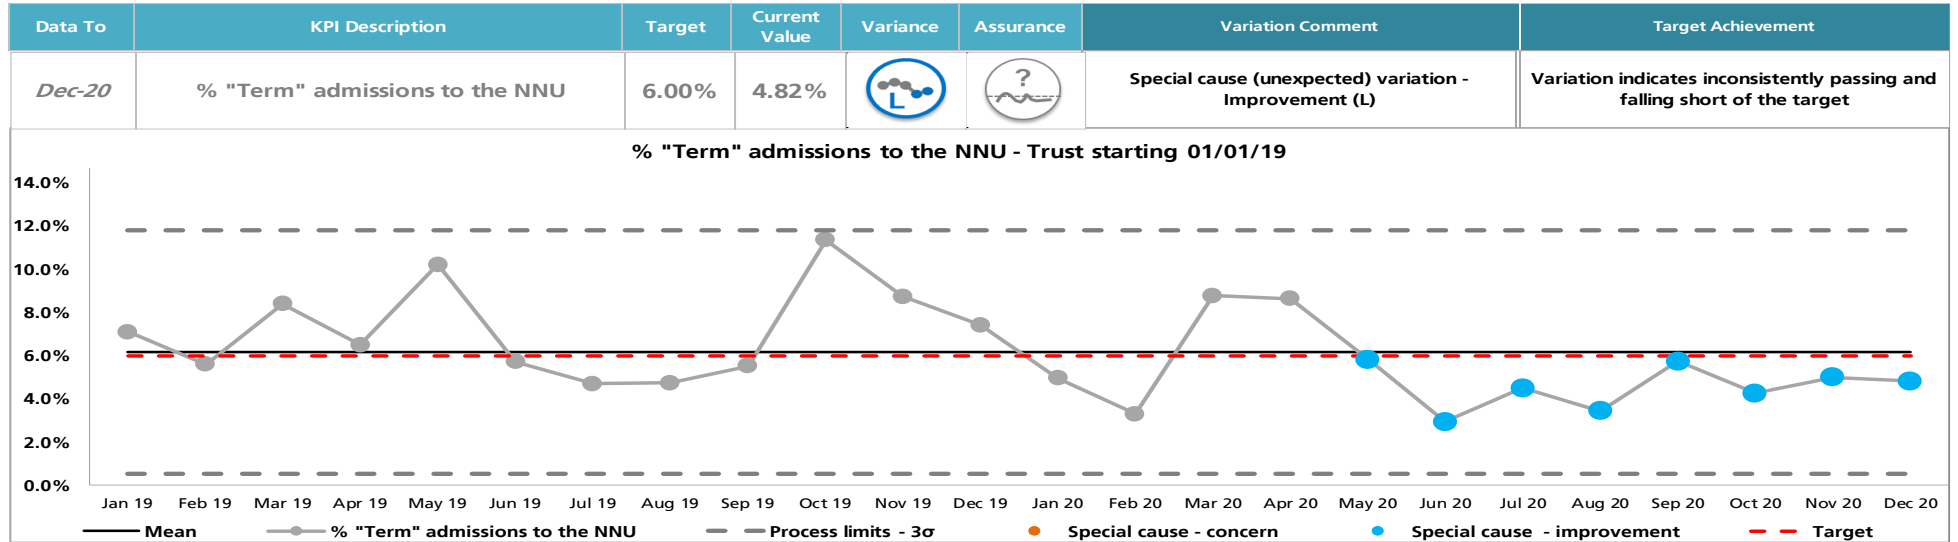 Data To KPI Description Target Current Value Variance Assurance Variation Comment Target Achievement
Dec-20 % "Term" admissions to the NNU 6.00% 4.82% L ? Special cause (unexpected) variation - Improvement (L) Variation indicates inconsistently passing and falling short of the target
% "Term" admissions to the NNU - Trust starting 01/01/19
14.0%
12.0%
10.0%
8.0%
6.0%
4.0%
2.0%
0.0%
Jan 19 Feb 19 Mar 19 Apr 19 May 19 Jun 19 Jul 19 Aug 19 Sep 19 Oct 19 Nov 19 Dec 19 Jan 20 Feb 20 Mar 20 Apr 20 May 20 Jun 20 Jul 20 Aug 20 Sep 20 Oct 20 Nov 20 Dec 20
Mean % "Term" admissions to the NNU Process limits - 3σ Special cause - concern Special cause - improvement Target